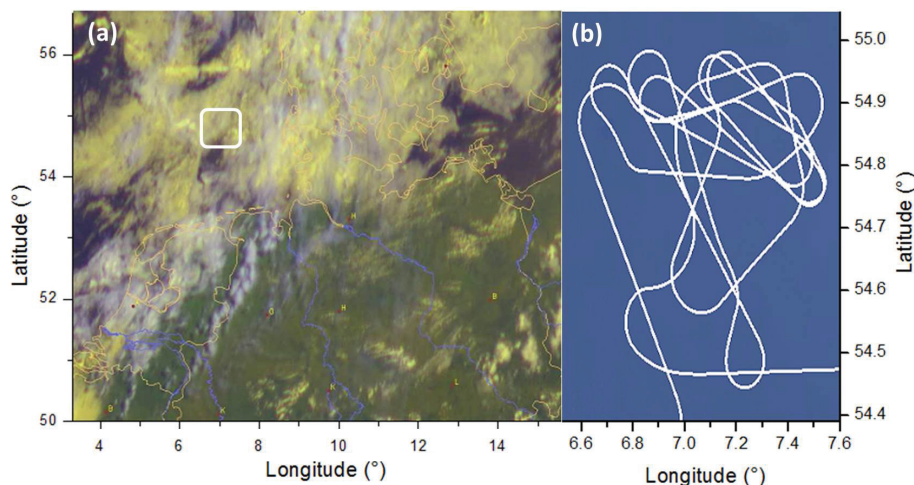 (a)
(b)
56
54
52
50
Latitude (°)
4
6
8
10
12
14
Longitude (°)
H
B
O
H
K
L
B
K
55.0
54.9
54.8
54.7
54.6
54.5
54.4
Latitude (°)
6.6
6.8
7.0
7.2
7.4
7.6
Longitude (°)